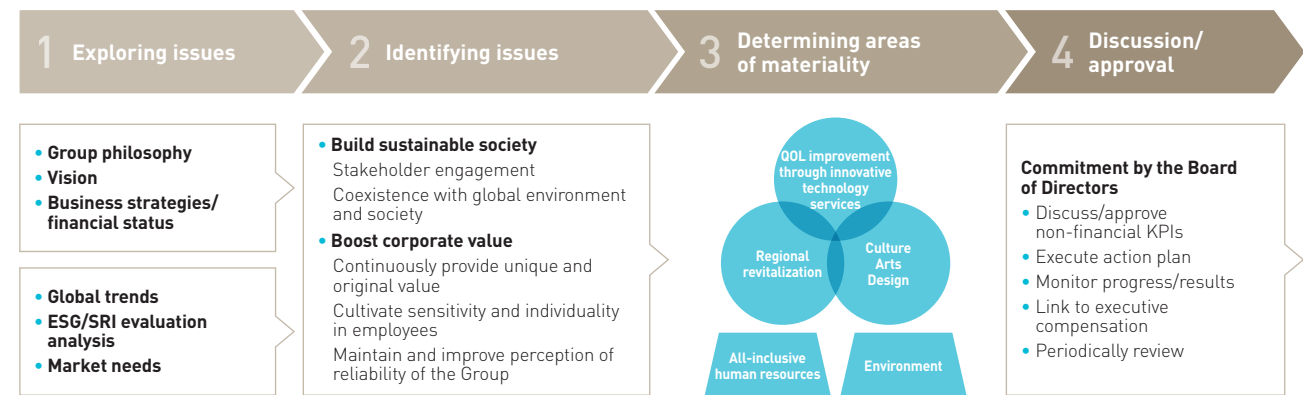 1 Exploring issues
2 Identifying issues
3 Determining areas
of materiality
4 Discussion/
approval
• Group philosophy
• Vision
• Business strategies/
financial status
• Global trends
• ESG/SRI evaluation
analysis
• Market needs
• Build sustainable society
Stakeholder engagement
Coexistence with global environment
and society
• Boost corporate value
Continuously provide unique and
original value
Cultivate sensitivity and individuality
in employees
Maintain and improve perception of
reliability of the Group
QOL improvement
through innovative
technology
services
Regional
revitalization
Culture
Arts
Design
All-inclusive
human resources
Environment
Commitment by the Board
of Directors
• Discuss/approve
non-financial KPIs
• Execute action plan
• Monitor progress/results
• Link to executive
compensation
• Periodically review